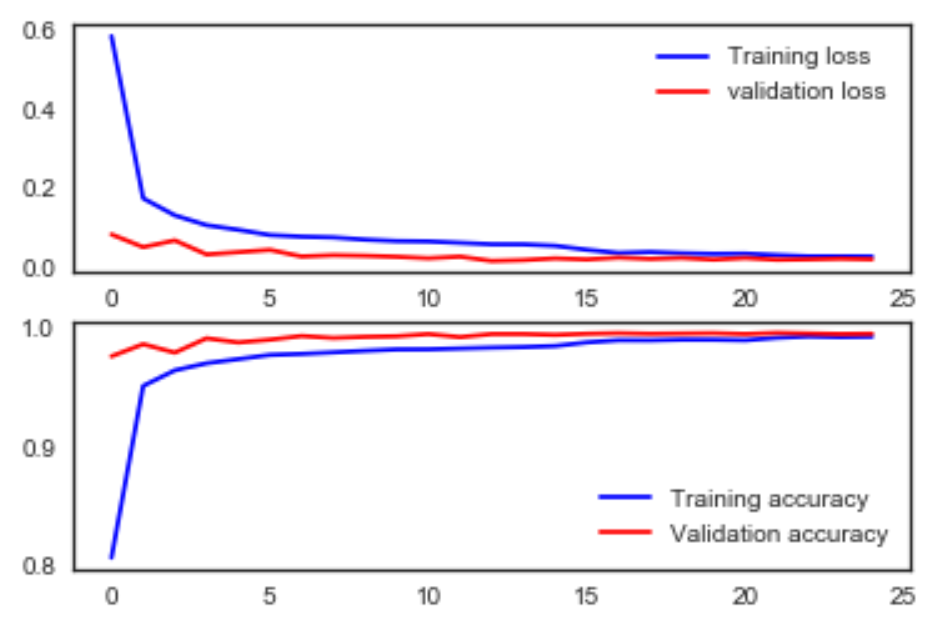 0.6
Training loss
validation loss
0.4
0.2
0.0
0 5 10 15 20 25
1.0
0.9
Training accuracy
Validation accuracy
0.8
0 5 10 15 20 25